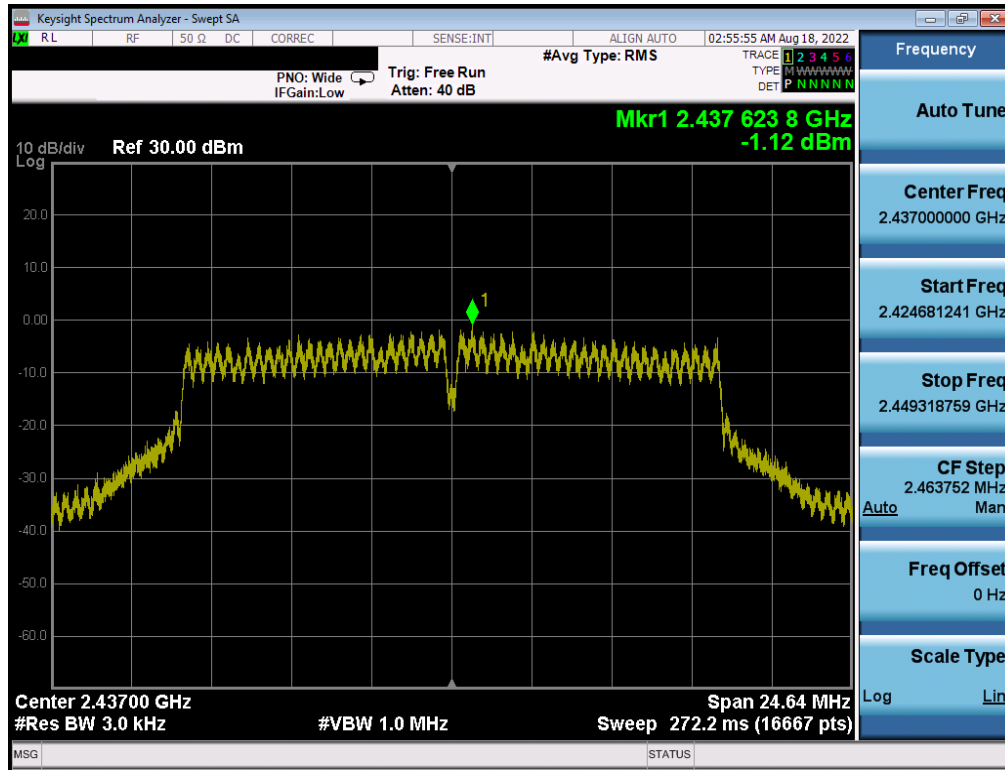 Keysight Spectrum Analyzer - Swept SA
LXI RL RF 50 Ω DC CORREC SENSE:INT ALIGN AUTO 02:55:55 AM Aug 18, 2022
#Avg Type: RMS
TRACE 1 2 3 4 5 6
PNO: Wide Trig: Free Run
TYPE M WWWWW
IFGain:Low Atten: 40 dB
DET P N N N N N
Mkr1 2.437 623 8 GHz
-1.12 dBm
10 dB/div Ref 30.00 dBm
Log
20.0
10.0
0.00
1
-10.0
-20.0
-30.0
-40.0
-50.0
-60.0
Center 2.43700 GHz Span 24.64 MHz
#Res BW 3.0 kHz #VBW 1.0 MHz Sweep 272.2 ms (16667 pts)
MSG STATUS
Frequency
Auto Tune
Center Freq
2.437000000 GHz
Start Freq
2.424681241 GHz
Stop Freq
2.449318759 GHz
CF Step
2.463752 MHz
Auto Man
Freq Offset
0 Hz
Scale Type
Log Lin